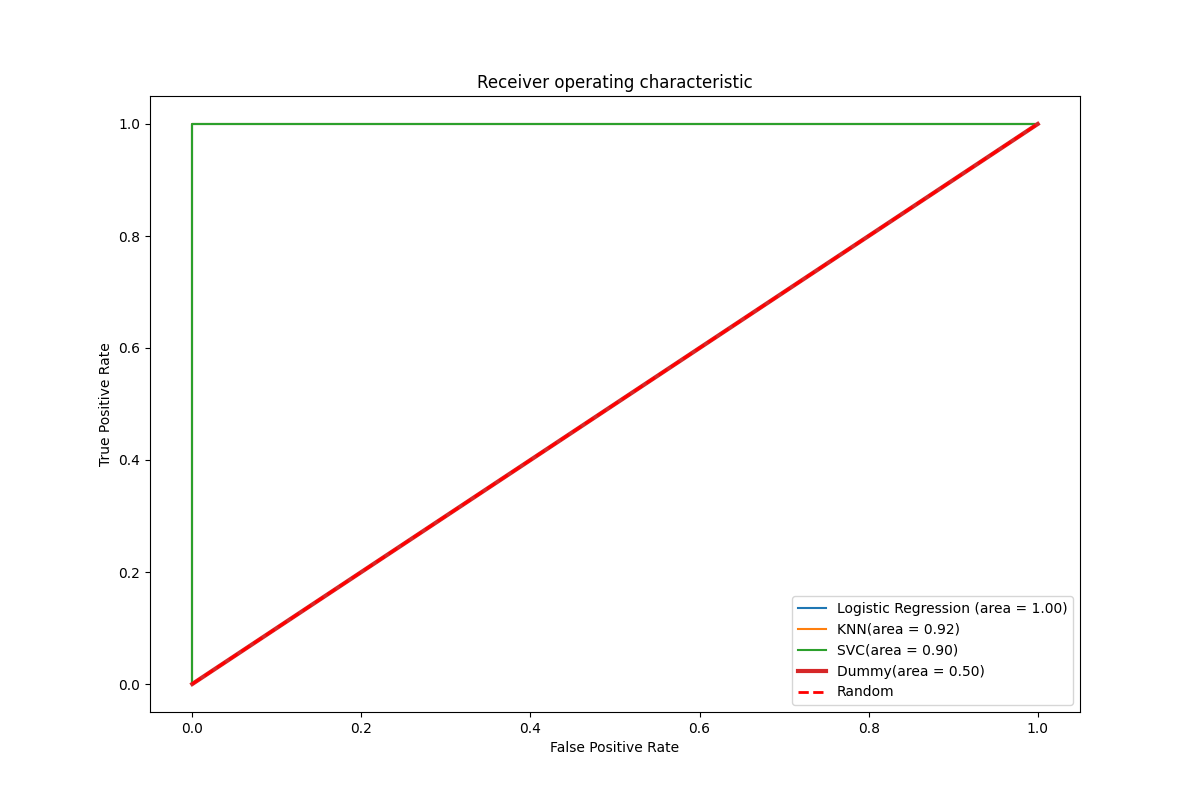 Receiver operating characteristic
1.0
0.8
0.6
0.4
0.2
0.0
True Positive Rate
0.0 0.2 0.4 0.6 0.8 1.0
False Positive Rate
Logistic Regression (area = 1.00)
KNN(area = 0.92)
SVC(area = 0.90)
Dummy(area = 0.50)
Random